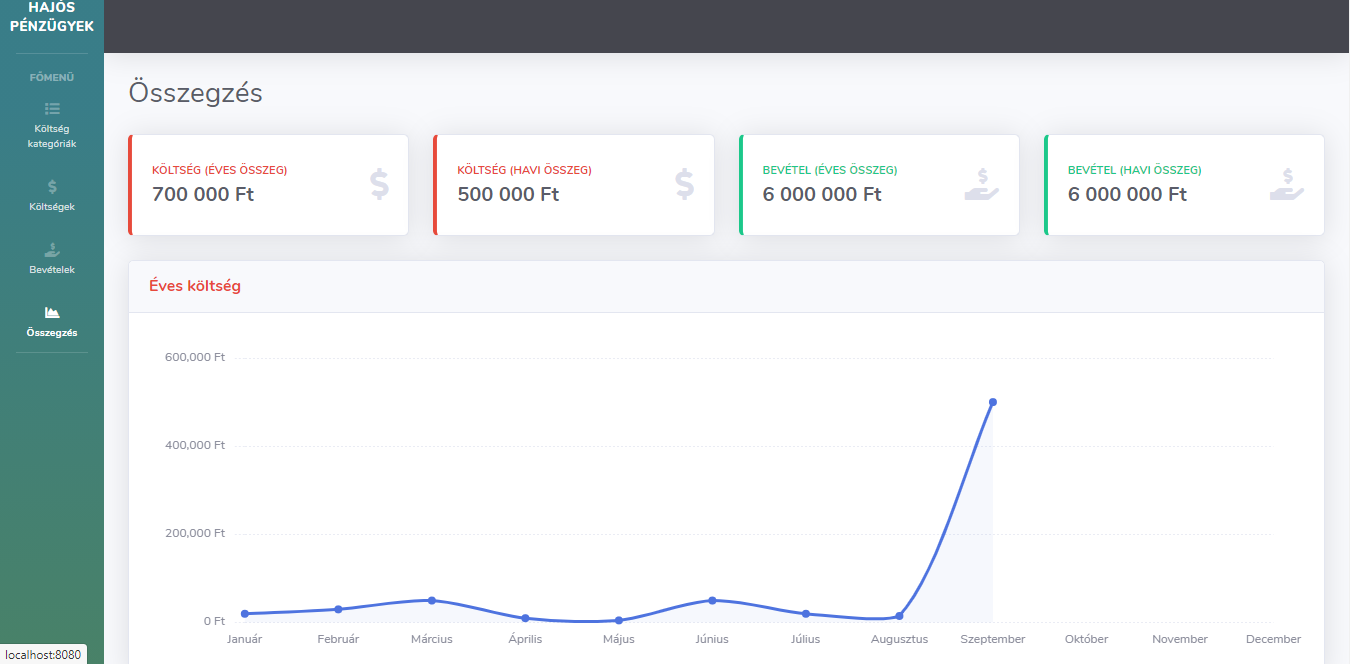 HAJÓS
PÉNZÜGYEK
FŐMENÜ
Költség
kategóriák
Költségek
Bevételek
Összegzés
Összegzés
KÖLTSÉG (ÉVES ÖSSZEG)
700 000 Ft
KÖLTSÉG (HAVI ÖSSZEG)
500 000 Ft
BEVÉTEL (ÉVES ÖSSZEG)
6 000 000 Ft
BEVÉTEL (HAVI ÖSSZEG)
6 000 000 Ft
Éves költség
600,000 Ft
400,000 Ft
200,000 Ft
0 Ft
Január Február Március Április Május Június Július Augusztus Szeptember Október November December
localhost:8080